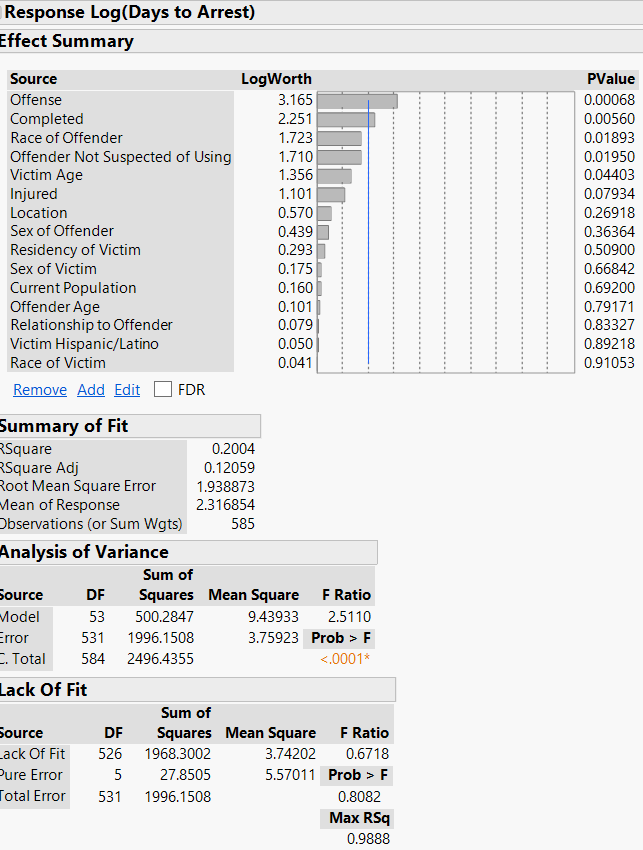 Response Log(Days to Arrest)
Effect Summary
Source LogWorth PValue
Offense 3.165 0.00068
Completed 2.251 0.00560
Race of Offender 1.723 0.01893
Offender Not Suspected of Using 1.710 0.01950
Victim Age 1.356 0.04403
Injured 1.101 0.07934
Location 0.570 0.26918
Sex of Offender 0.439 0.36364
Residency of Victim 0.293 0.50900
Sex of Victim 0.175 0.66842
Current Population 0.160 0.69200
Offender Age 0.101 0.79171
Relationship to Offender 0.079 0.83327
Victim Hispanic/Latino 0.050 0.89218
Race of Victim 0.041 0.91053
Remove Add Edit FDR
Summary of Fit
RSquare 0.2004
RSquare Adj 0.12059
Root Mean Square Error 1.938873
Mean of Response 2.316854
Observations (or Sum Wgts) 585
Analysis of Variance
Sum of
Source DF Squares Mean Square F Ratio
Model 53 500.2847 9.43933 2.5110
Error 531 1996.1508 3.75923 Prob > F
C. Total 584 2496.4355 <.0001*
Lack Of Fit
Sum of
Source DF Squares Mean Square F Ratio
Lack Of Fit 526 1968.3002 3.74202 0.6718
Pure Error 5 27.8505 5.57011 Prob > F
Total Error 531 1996.1508 0.8082
Max RSq
0.9888